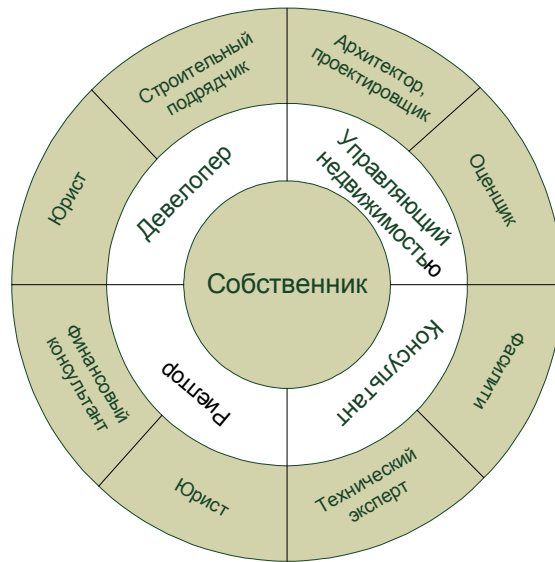 Строительный
подрядчик
Архитектор,
проектировщик
Юрист
Девелопер
Управляющий
недвижимостью
Оценщик
Собственник
Финансовый
консультант
Риелтор
Консультант
Фасилити
Юрист
Технический
эксперт